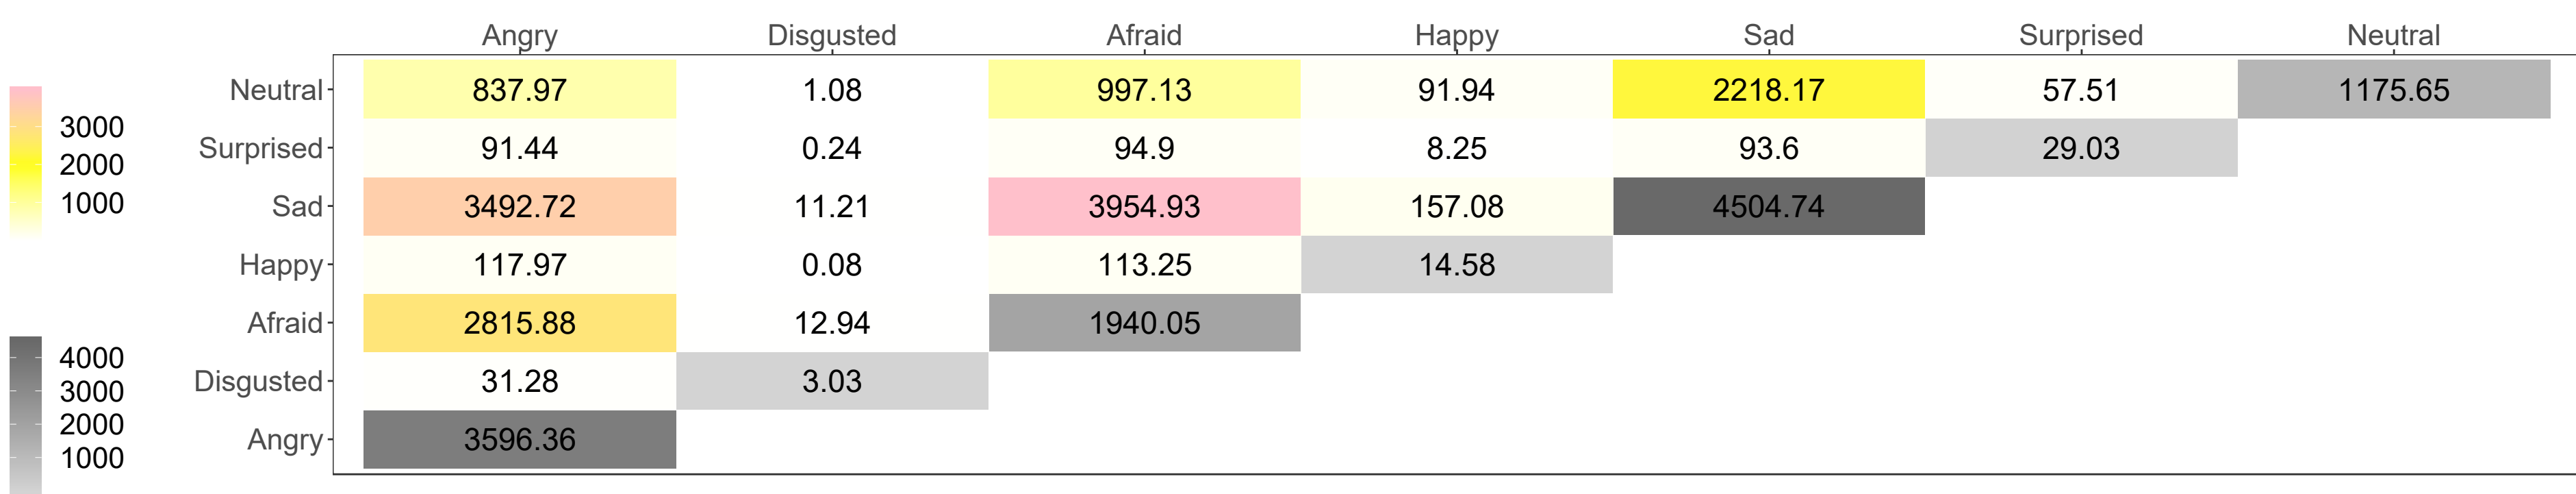 Angry Disgusted Afraid Happy Sad Surprised Neutral
Neutral 837.97 1.08 997.13 91.94 2218.17 57.51 1175.65
Surprised 91.44 0.24 94.9 8.25 93.6 29.03
Sad 3492.72 11.21 3954.93 157.08 4504.74
Happy 117.97 0.08 113.25 14.58
Afraid 2815.88 12.94 1940.05
Disgusted 31.28 3.03
Angry 3596.36
3000
2000
1000
4000
3000
2000
1000